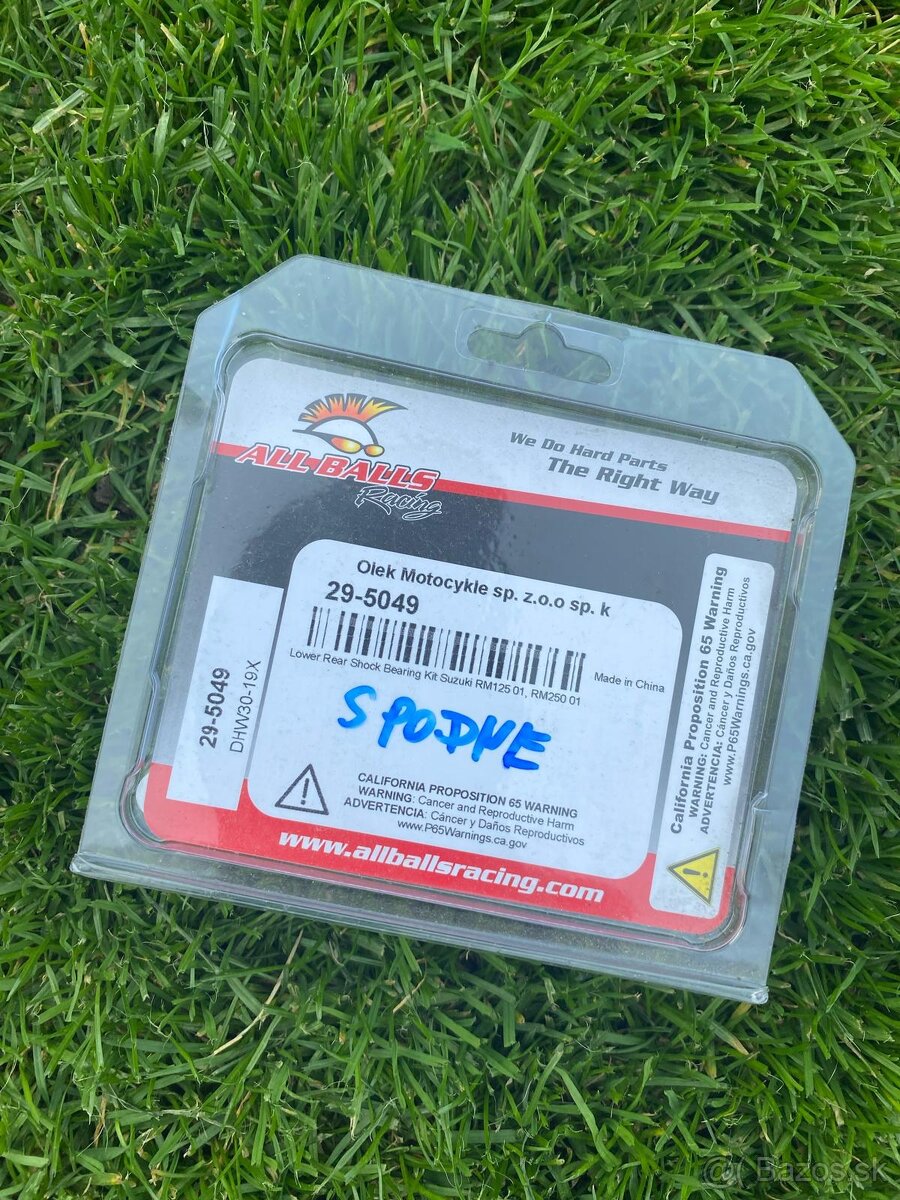 ALL BALLS
Racing
We Do Hard Parts
The Right Way
Olek Motocykle sp. z.o.o sp. k
29-5049
Lower Rear Shock Bearing Kit Suzuki RM125 01, RM250 01
Made in China
SPODNE
29-5049
DHW30-19X
CALIFORNIA PROPOSITION 65 WARNING
WARNING: Cancer and Reproductive Harm
ADVERTENCIA: Cáncer y Daños Reproductivos
www.P65Warnings.ca.gov
California Proposition 65 Warning
WARNING: Cancer and Reproductive Harm
ADVERTENCIA: Cáncer y Daños Reproductivos
www.P65Warnings.ca.gov
www.allballsracing.com
Bazos.sk